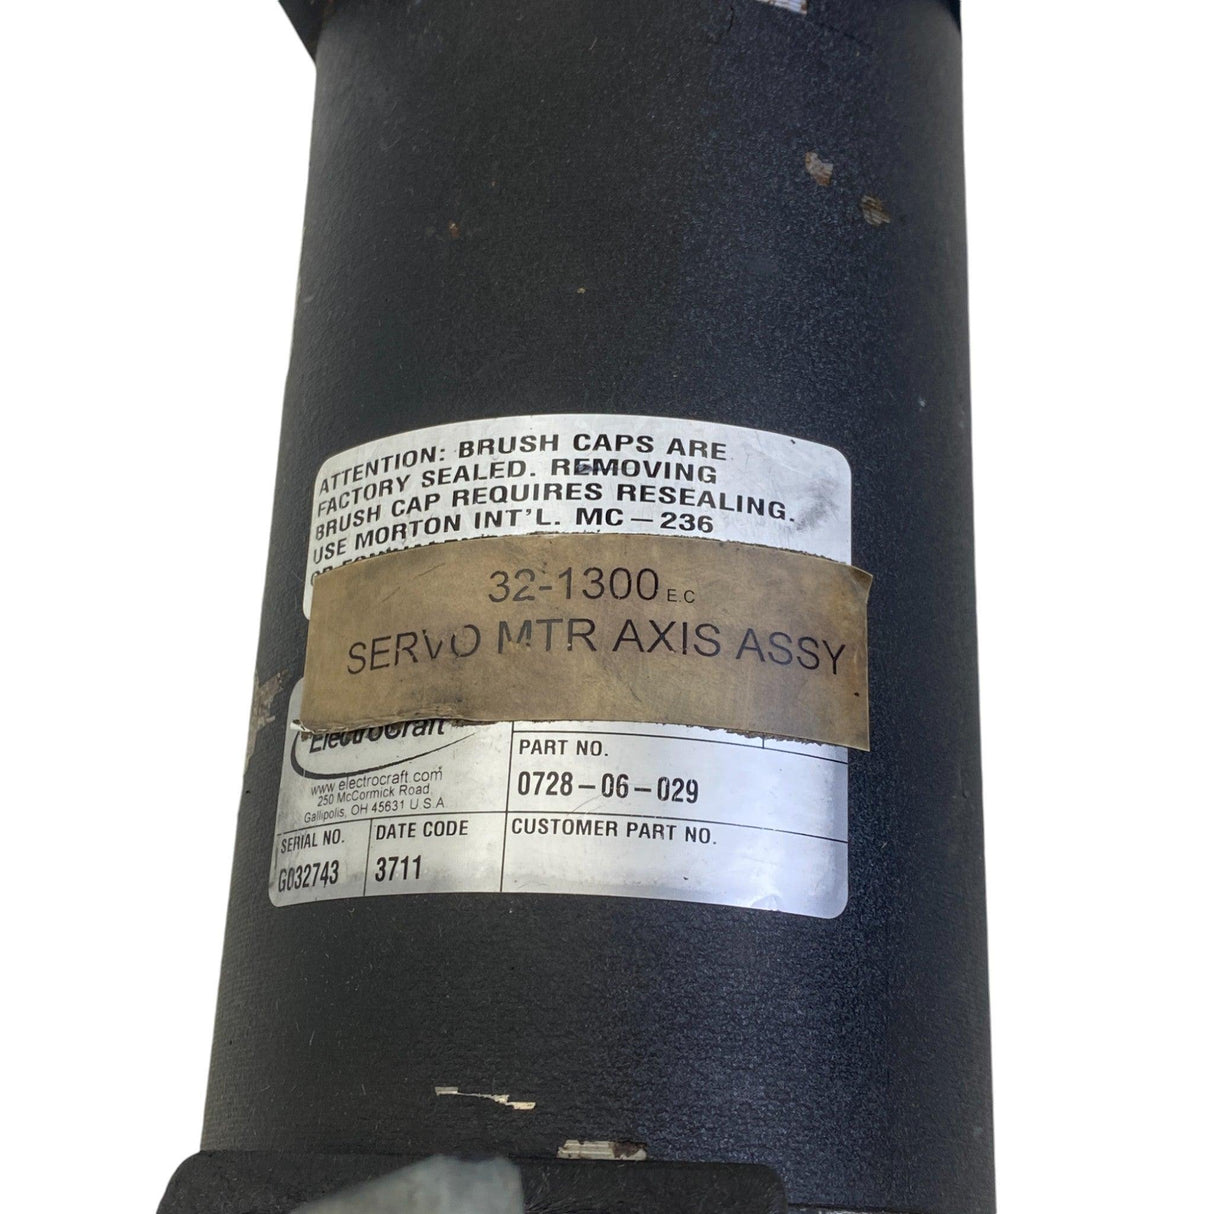 ATTENTION: BRUSH CAPS ARE
FACTORY SEALED. REMOVING
BRUSH CAP REQUIRES RESEALING.
USE MORTON INT'L. MC-236
32-1300 E.C
SERVO MTR AXIS ASSY
ElectroCraft
www.electrocraft.com
250 McCormick Road
Gallipolis, OH 45631 U.S.A
PART NO.
0728-06-029
SERIAL NO.
G032743
DATE CODE
3711
CUSTOMER PART NO.